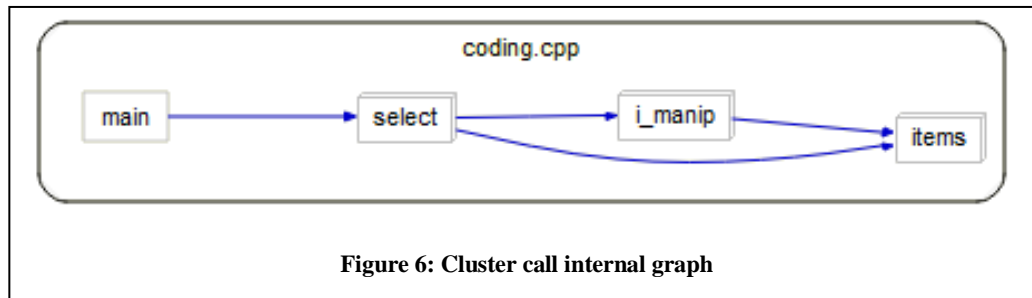 coding.cpp
main
select
i_manip
items
Figure 6: Cluster call internal graph